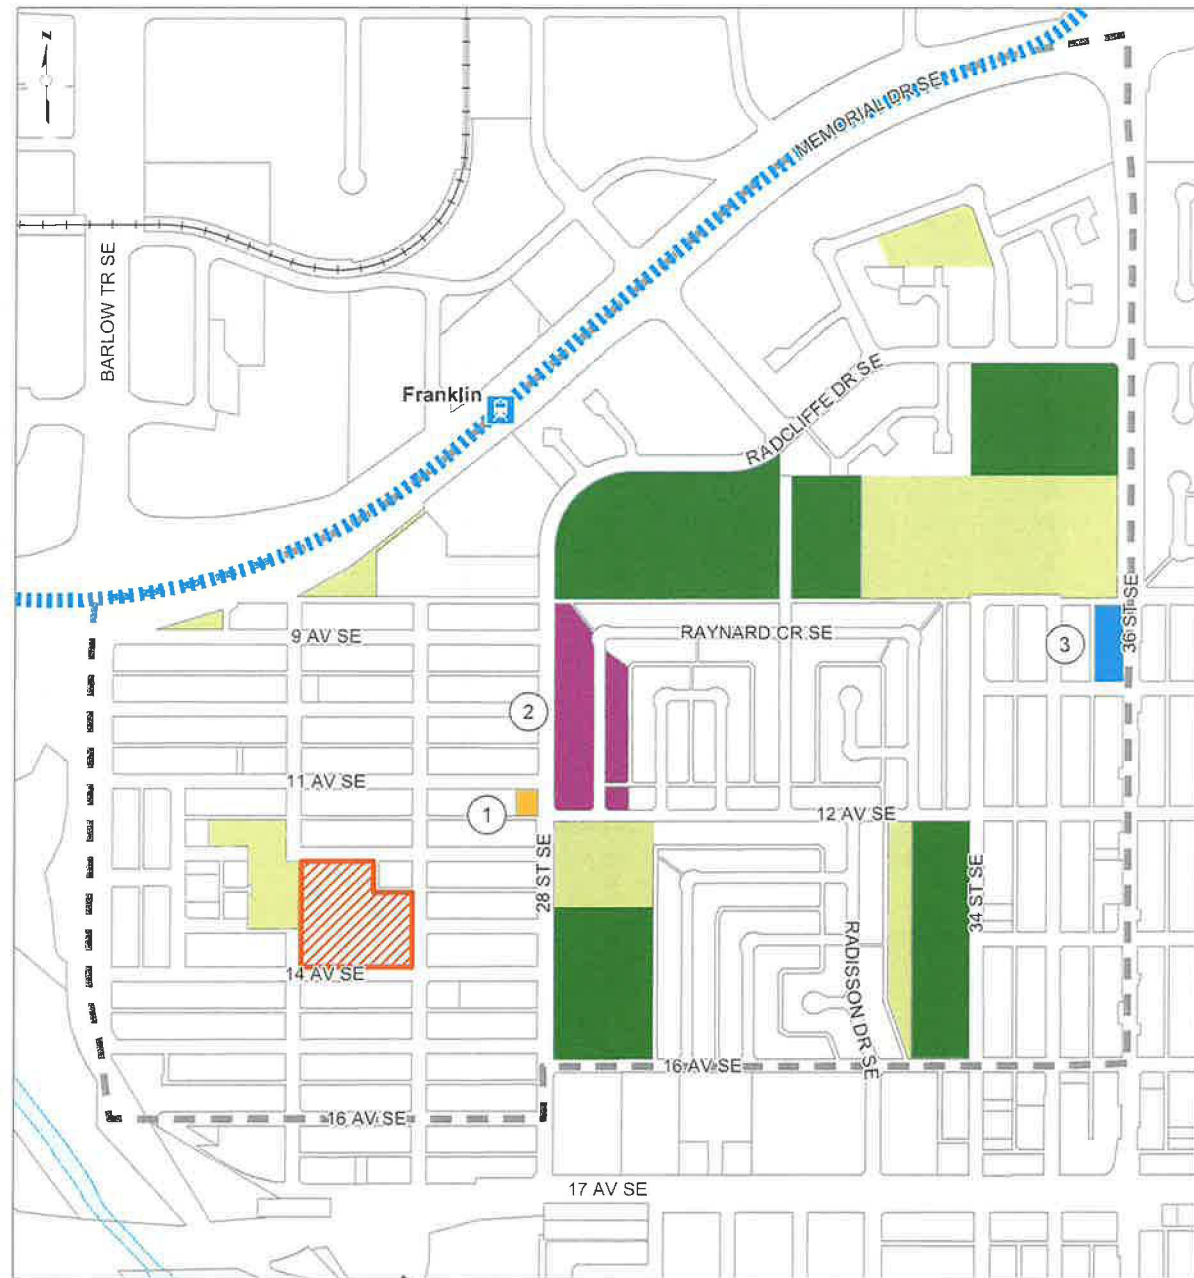 N
MEMORIAL DR SE
BARLOW TR SE
Franklin
RADCLIFFE DR SE
36 ST SE
9 AV SE
RAYNARD CR SE
3
2
11 AV SE
1
12 AV SE
28 ST SE
34 ST SE
RADISSON DR SE
14 AV SE
16 AV SE
16 AV SE
17 AV SE